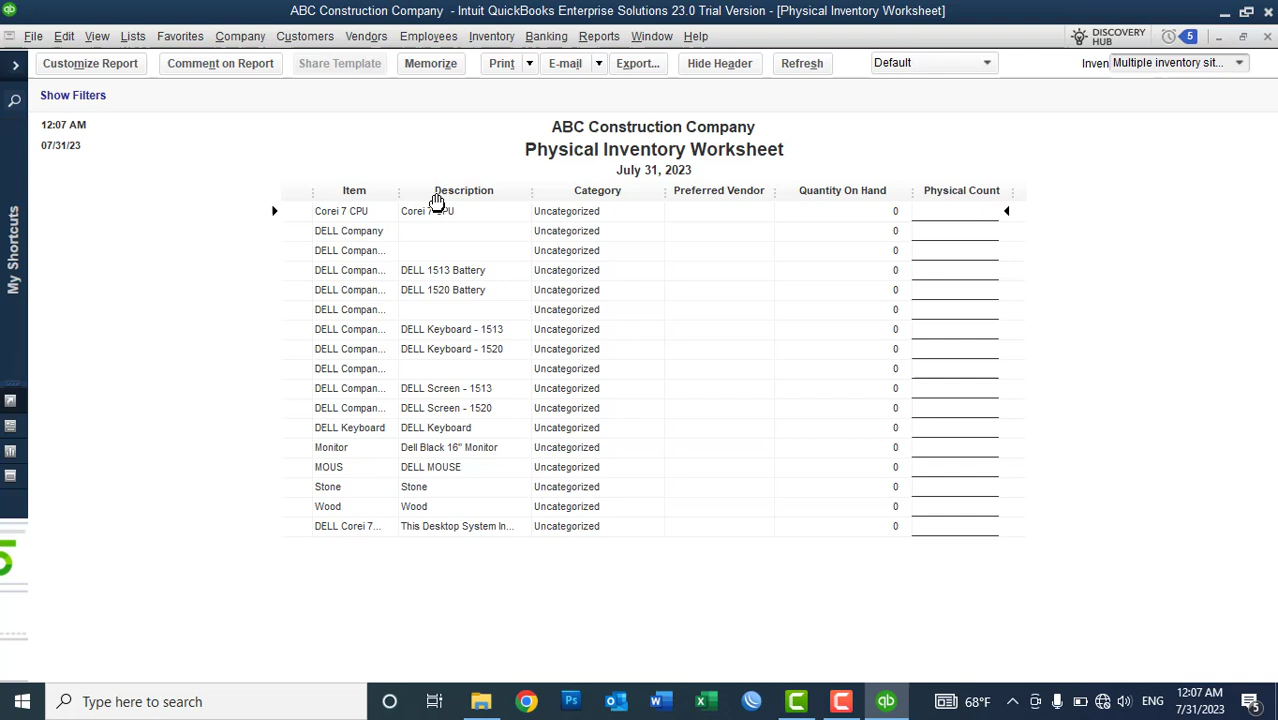 ABC Construction Company - Intuit QuickBooks Enterprise Solutions 23.0 Trial Version - [Physical Inventory Worksheet]
File Edit View Lists Favorites Company Customers Vendors Employees Inventory Banking Reports Window Help DISCOVERY HUB 5
Customize Report Comment on Report Share Template Memorize Print E-mail Export... Hide Header Refresh Default Inven Multiple inventory sit...
Show Filters
My Shortcuts
12:07 AM
07/31/23
ABC Construction Company
Physical Inventory Worksheet
July 31, 2023
Item Description Category Preferred Vendor Quantity On Hand Physical Count
Corei 7 CPU Corei 7 CPU Uncategorized 0
DELL Company Uncategorized 0
DELL Compan... Uncategorized 0
DELL Compan... DELL 1513 Battery Uncategorized 0
DELL Compan... DELL 1520 Battery Uncategorized 0
DELL Compan... Uncategorized 0
DELL Compan... DELL Keyboard - 1513 Uncategorized 0
DELL Compan... DELL Keyboard - 1520 Uncategorized 0
DELL Compan... Uncategorized 0
DELL Compan... DELL Screen - 1513 Uncategorized 0
DELL Compan... DELL Screen - 1520 Uncategorized 0
DELL Keyboard DELL Keyboard Uncategorized 0
Monitor Dell Black 16" Monitor Uncategorized 0
MOUS DELL MOUSE Uncategorized 0
Stone Stone Uncategorized 0
Wood Wood Uncategorized 0
DELL Corei 7... This Desktop System In... Uncategorized 0
Type here to search 68°F ENG 12:07 AM
7/31/2023 5